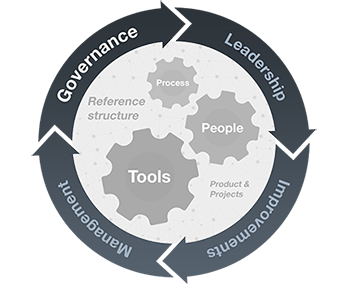 Governance
Leadership
Process
Reference
structure
People
Tools
Product &
Projects
Management
Improvements